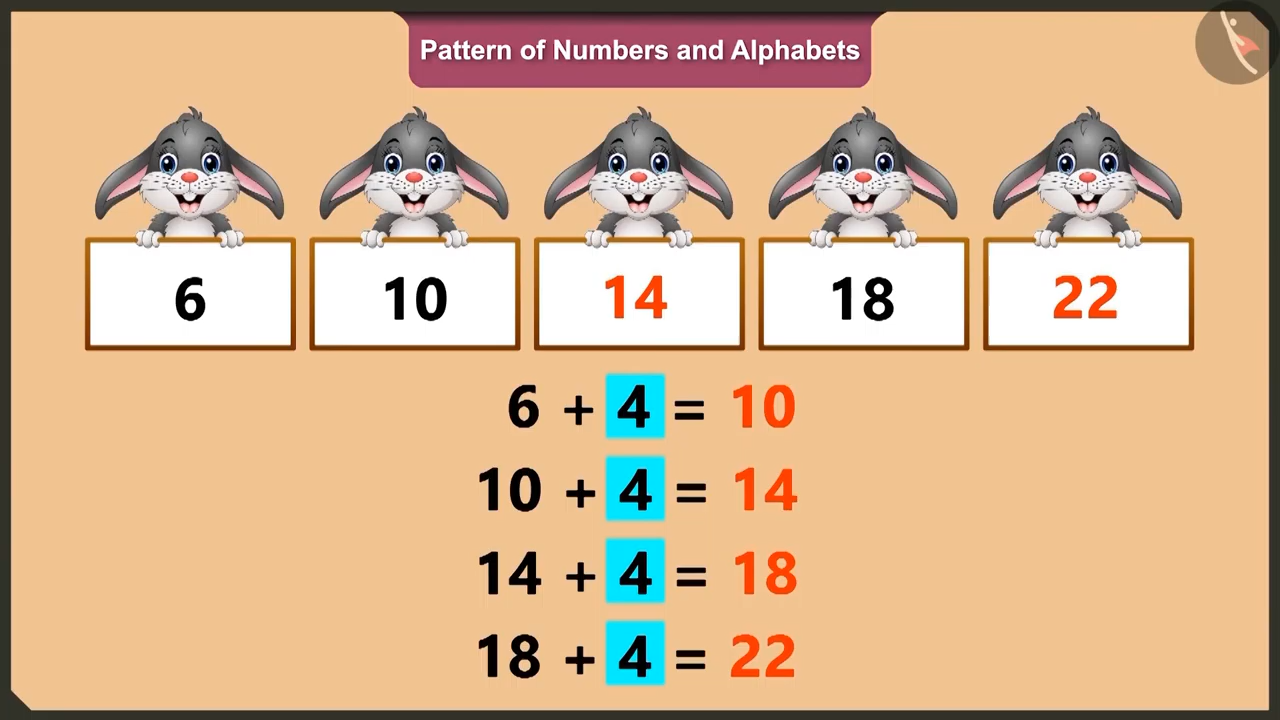 Pattern of Numbers and Alphabets
6 10 14 18 22
6 + 4 = 10
10 + 4 = 14
14 + 4 = 18
18 + 4 = 22